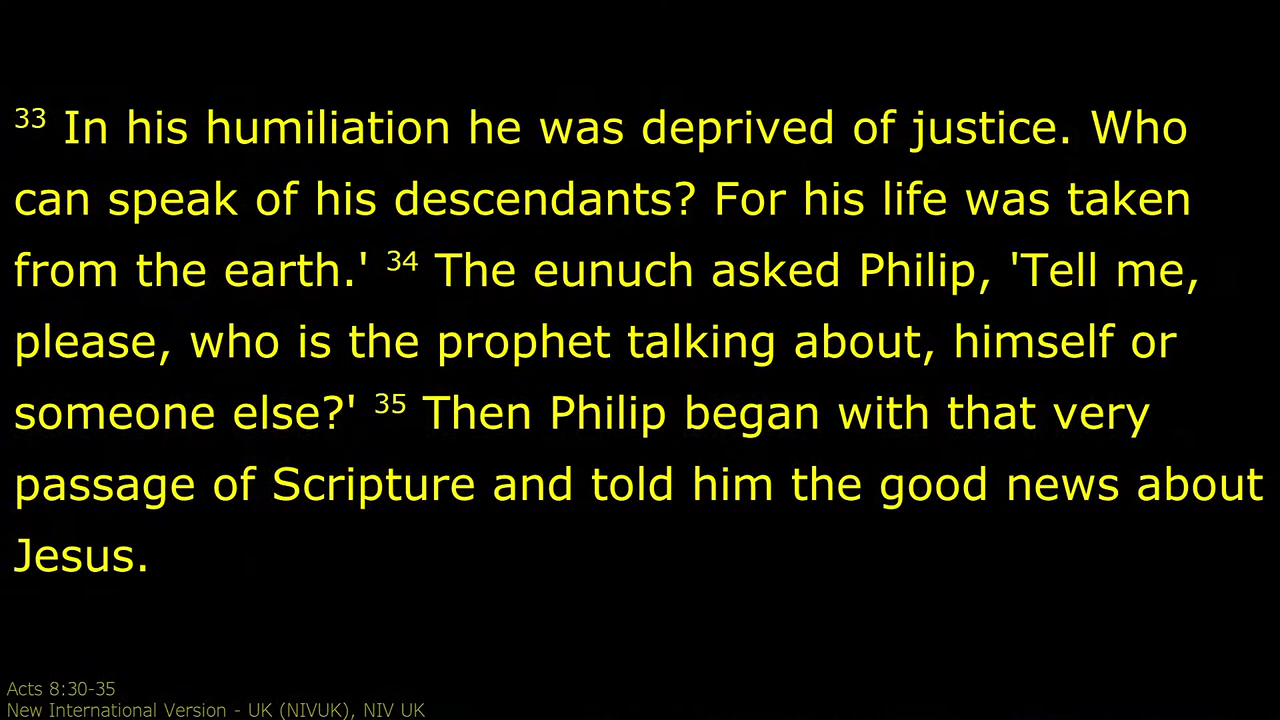 33 In his humiliation he was deprived of justice. Who
can speak of his descendants? For his life was taken
from the earth.' 34 The eunuch asked Philip, 'Tell me,
please, who is the prophet talking about, himself or
someone else?' 35 Then Philip began with that very
passage of Scripture and told him the good news about
Jesus.
Acts 8:30-35
New International Version - UK (NIVUK), NIV UK